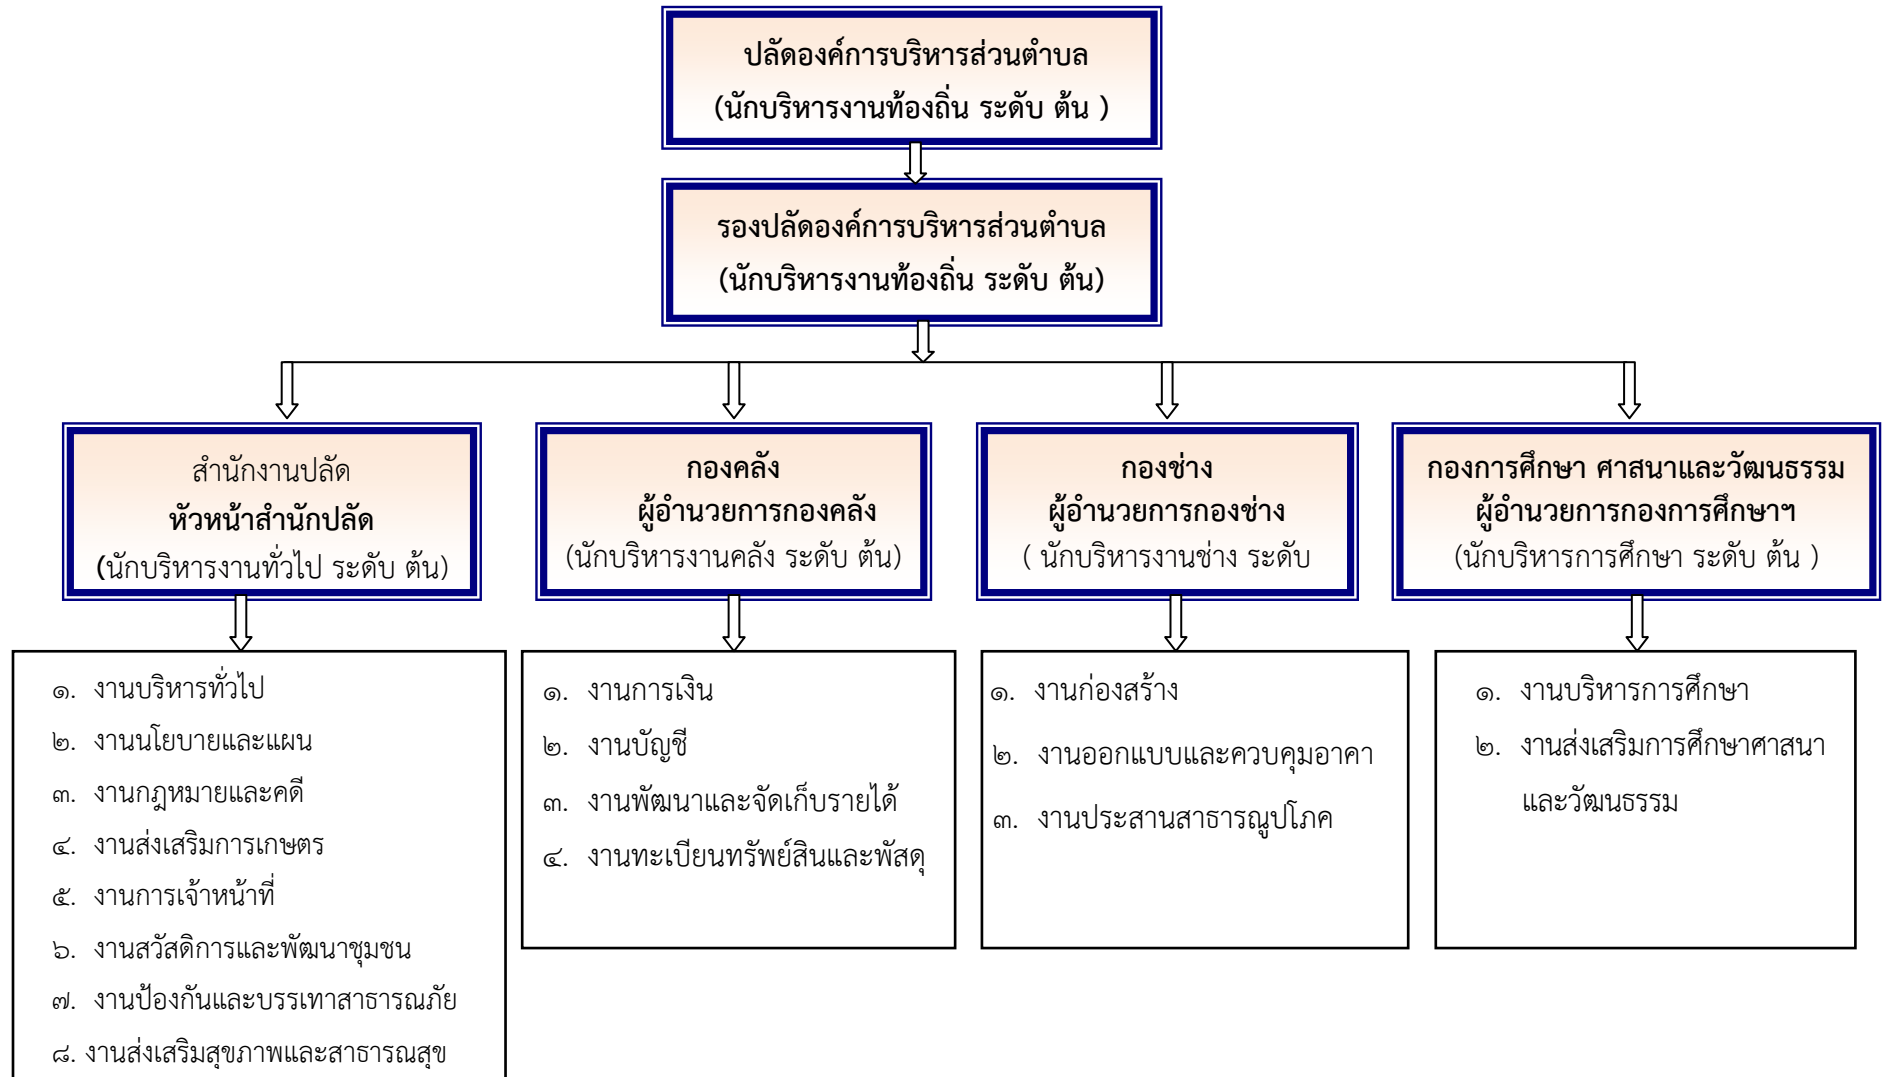 ปลัดองค์การบริหารส่วนตำบล
(นักบริหารงานท้องถิ่น ระดับ ต้น )
รองปลัดองค์การบริหารส่วนตำบล
(นักบริหารงานท้องถิ่น ระดับ ต้น)
สำนักงานปลัด
หัวหน้าสำนักปลัด
(นักบริหารงานทั่วไป ระดับ ต้น)
กองคลัง
ผู้อำนวยการกองคลัง
(นักบริหารงานคลัง ระดับ ต้น)
กองช่าง
ผู้อำนวยการกองช่าง
( นักบริหารงานช่าง ระดับ
กองการศึกษา ศาสนาและวัฒนธรรม
ผู้อำนวยการกองการศึกษาฯ
(นักบริหารการศึกษา ระดับ ต้น )
๑. งานบริหารทั่วไป
๒. งานนโยบายและแผน
๓. งานกฎหมายและคดี
๔. งานส่งเสริมการเกษตร
๕. งานการเจ้าหน้าที่
๖. งานสวัสดิการและพัฒนาชุมชน
๗. งานป้องกันและบรรเทาสาธารณภัย
๘. งานส่งเสริมสุขภาพและสาธารณสุข
๑. งานการเงิน
๒. งานบัญชี
๓. งานพัฒนาและจัดเก็บรายได้
๔. งานทะเบียนทรัพย์สินและพัสดุ
๑. งานก่องสร้าง
๒. งานออกแบบและควบคุมอาคา
๓. งานประสานสาธารณูปโภค
๑. งานบริหารการศึกษา
๒. งานส่งเสริมการศึกษาศาสนา
และวัฒนธรรม